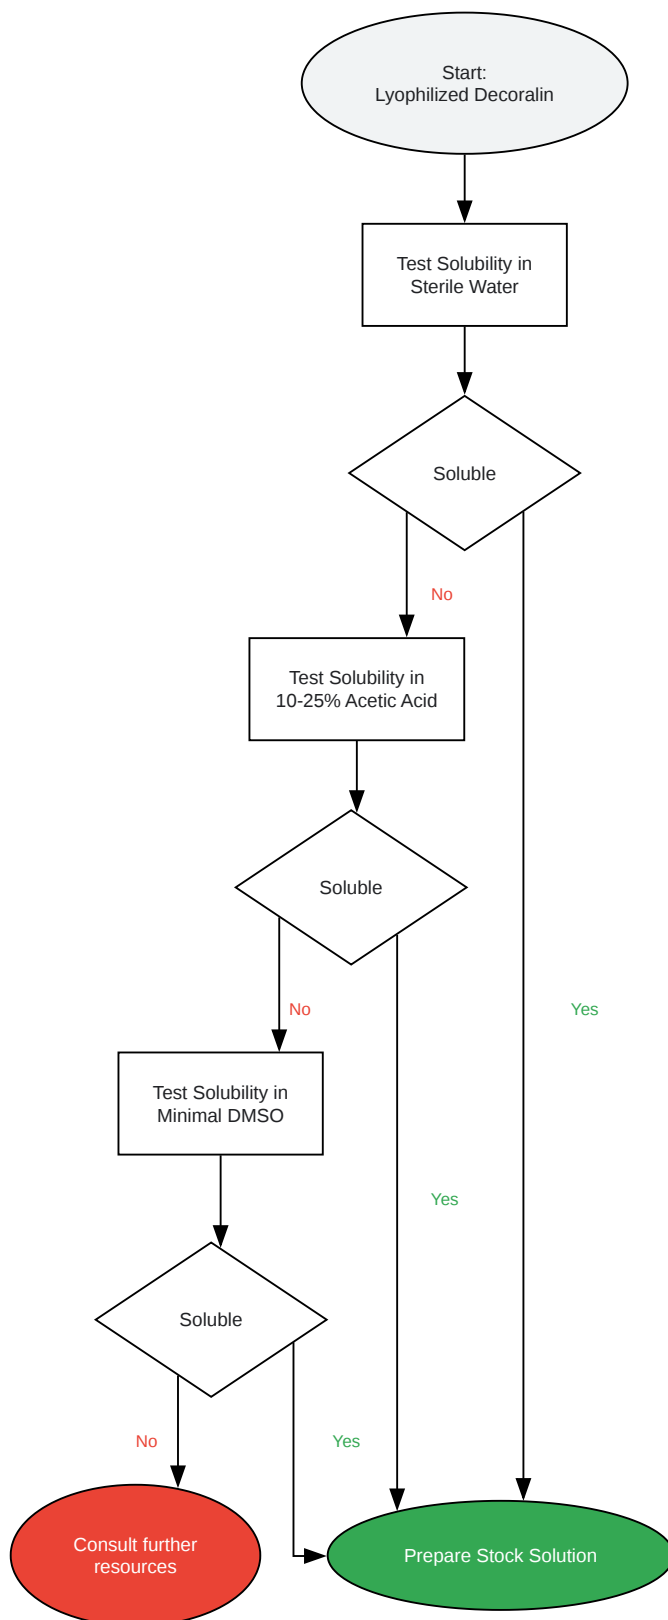 Start:
Lyophilized Decoralin
Test Solubility in
Sterile Water
Soluble
No
Test Solubility in
10-25% Acetic Acid
Soluble
No
Yes
Test Solubility in
Minimal DMSO
Yes
Soluble
No
Yes
Consult further
resources
Prepare Stock Solution